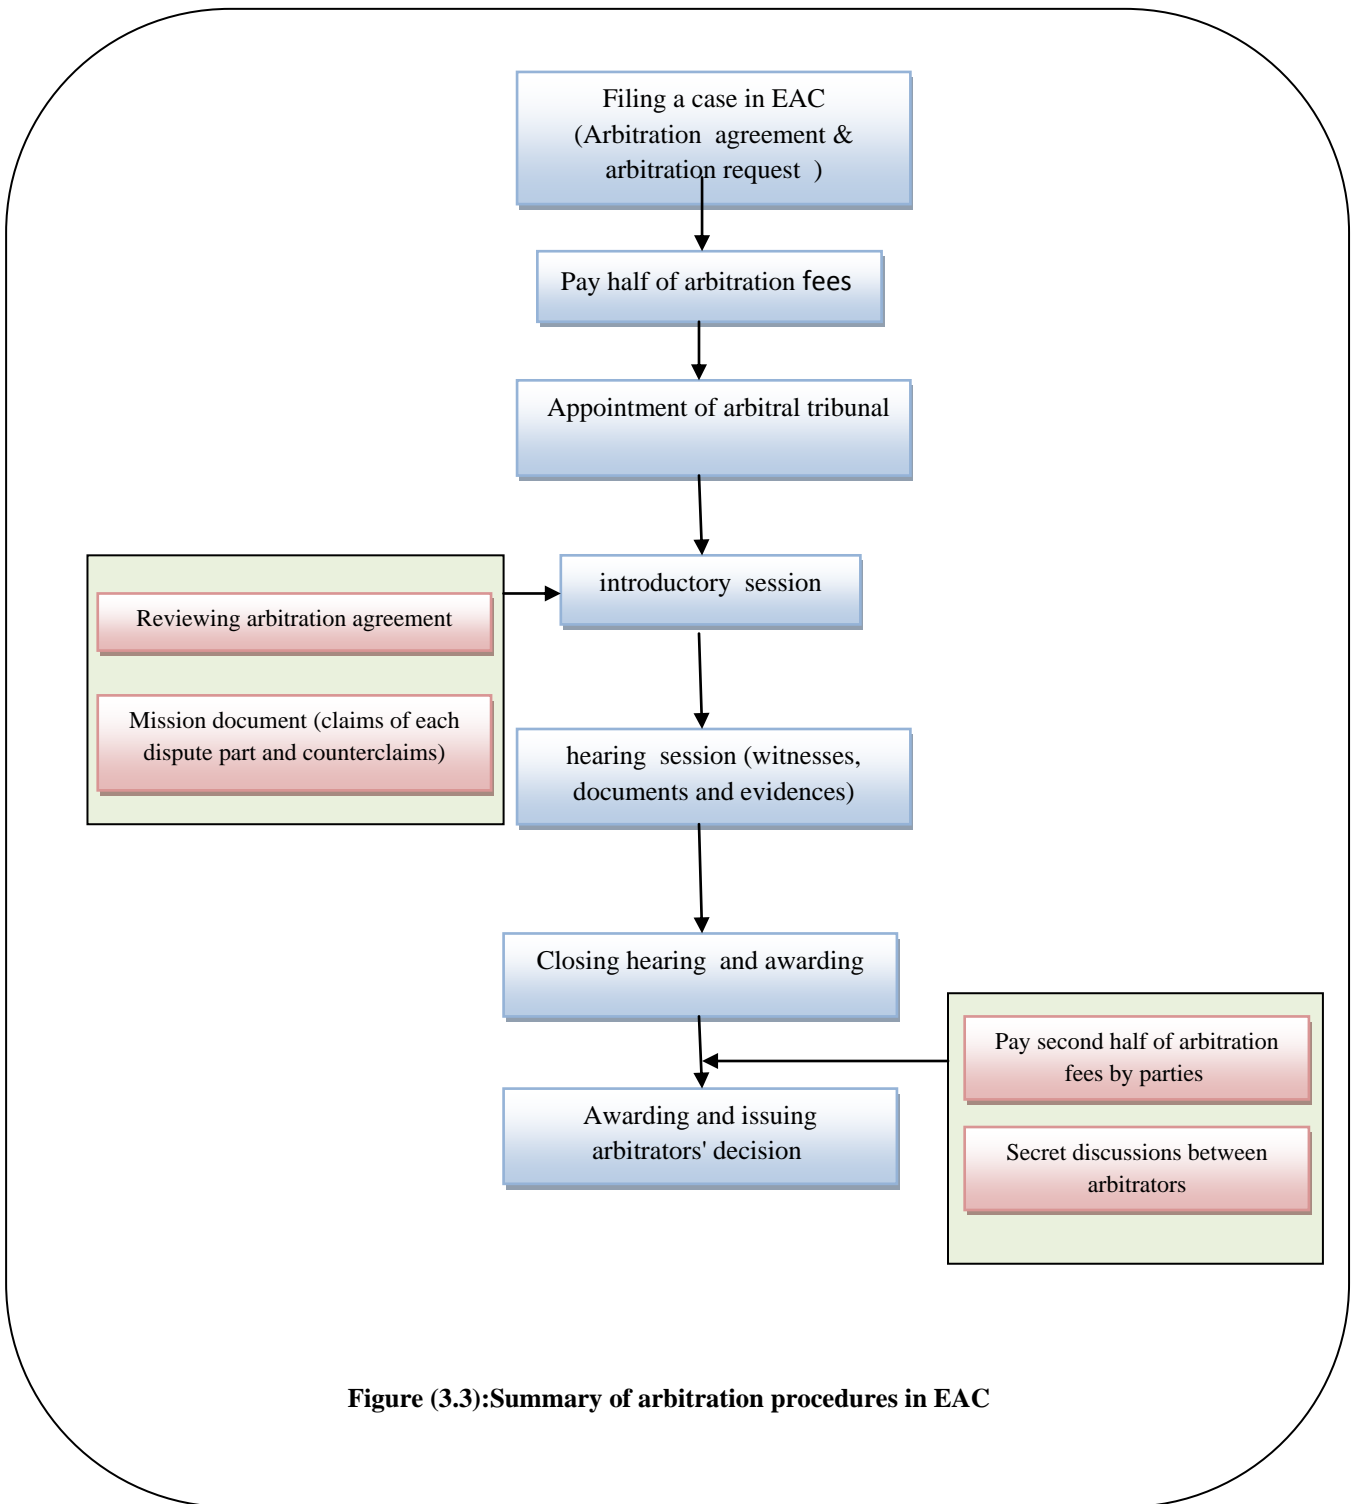 Filing a case in EAC
(Arbitration agreement &
arbitration request )
Pay half of arbitration fees
Appointment of arbitral tribunal
introductory session
Reviewing arbitration agreement
Mission document (claims of each
dispute part and counterclaims)
hearing session (witnesses,
documents and evidences)
Closing hearing and awarding
Pay second half of arbitration
fees by parties
Secret discussions between
arbitrators
Awarding and issuing
arbitrators' decision
Figure (3.3):Summary of arbitration procedures in EAC